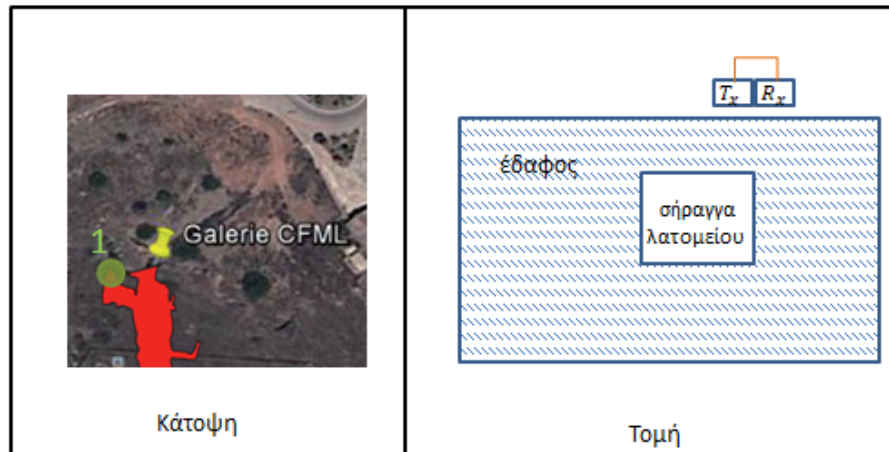 1
Galerie CFML
Κάτοψη
Tx Rx
έδαφος
σήραγγα
λατομείου
Τομή